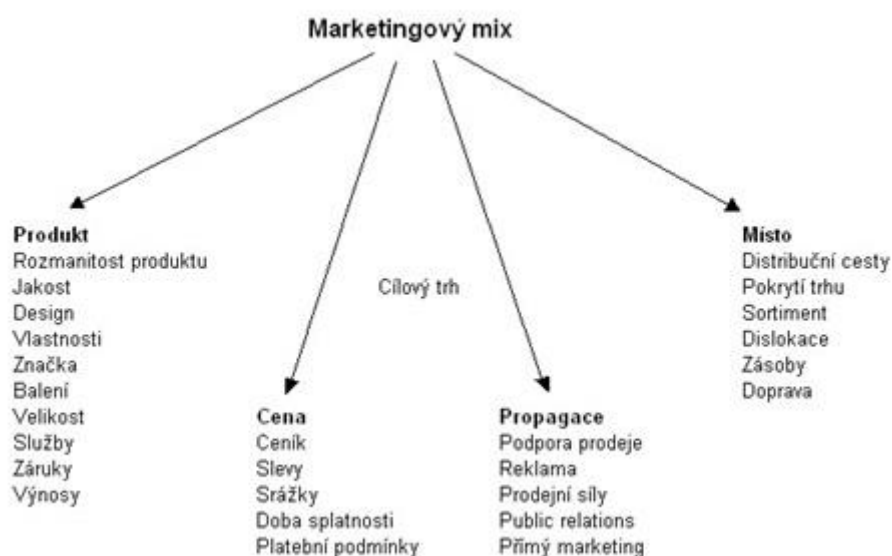 Marketingový mix
Produkt
Rozmanitost produktu
Jakost
Design
Vlastnosti
Značka
Balení
Velikost
Služby
Záruky
Výnosy
Cílový trh
Cena
Ceník
Slevy
Srážky
Doba splatnosti
Platební podmínky
Propagace
Podpora prodeje
Reklama
Prodejní síly
Public relations
Přímý marketing
Místo
Distribuční cesty
Pokrytí trhu
Sortiment
Dislokace
Zásoby
Doprava